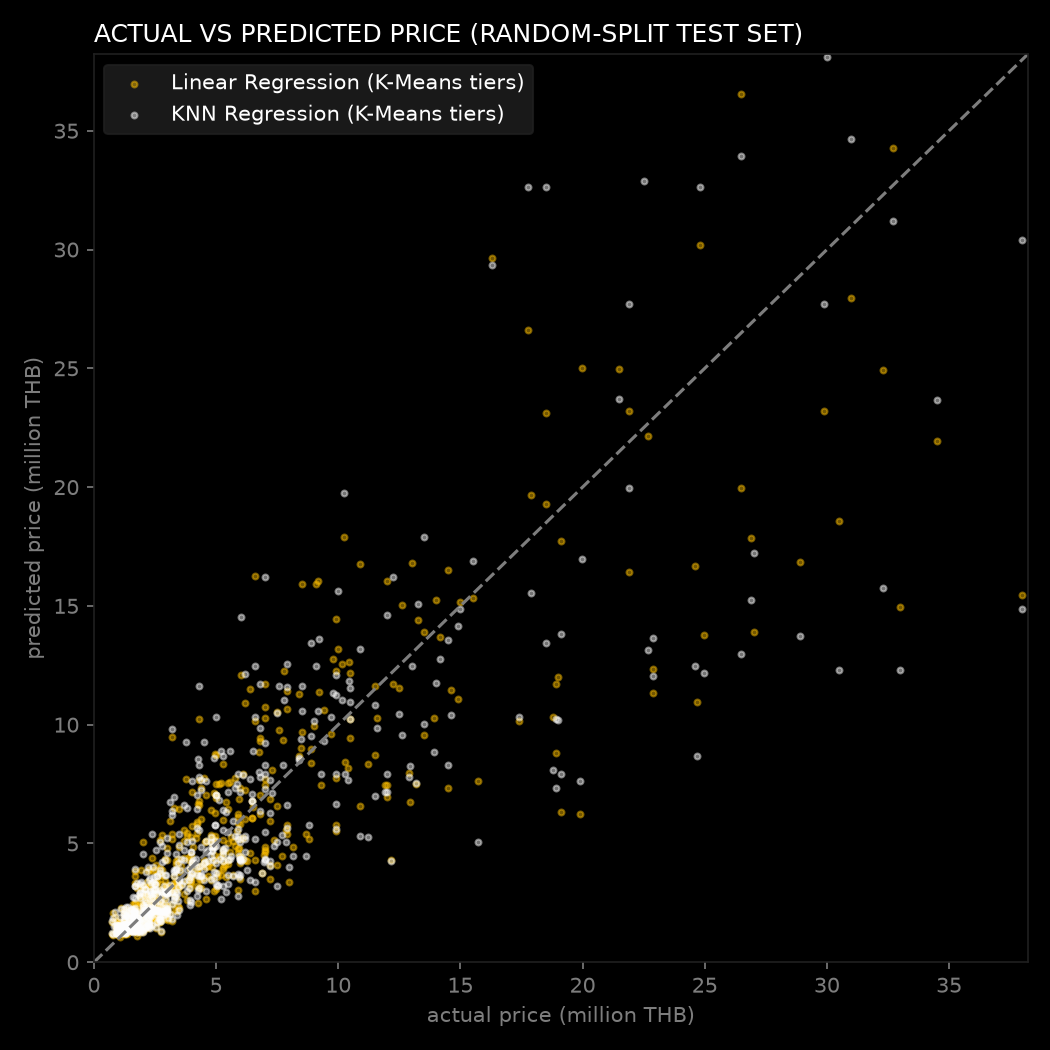 ACTUAL VS PREDICTED PRICE (RANDOM-SPLIT TEST SET)
Linear Regression (K-Means tiers)
KNN Regression (K-Means tiers)
35
30
25
20
15
10
5
0
predicted price (million THB)
0 5 10 15 20 25 30 35
actual price (million THB)